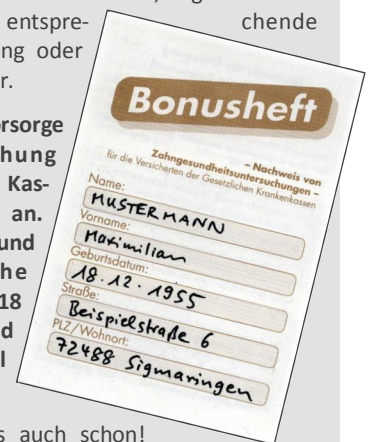 entspre- chende
ng oder
r.
rsorge
chung
Kas-
an.
und
he
18
d
l
s auch schon!
Bonusheft
– Nachweis von
Zahngesundheitsuntersuchungen –
für die Versicherten der Gesetzlichen Krankenkassen
Name:
MUSTERMANN
Vorname:
Maximilian
Geburtsdatum:
18.12.1955
Straße:
Beispielstraße 6
PLZ/Wohnort:
72488 Sigmaringen